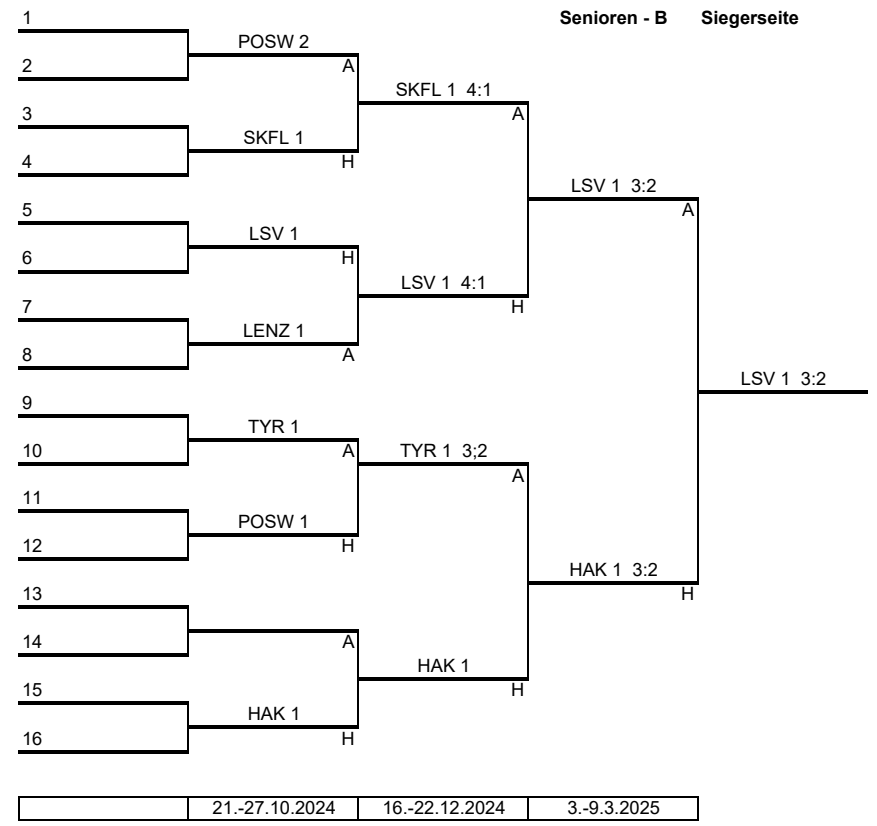 1
Senioren - B Siegerseite
POSW 2
2
A
SKFL 1 4:1
3
A
SKFL 1
4
H
LSV 1 3:2
5
A
LSV 1
6
H
LSV 1 4:1
7
H
LENZ 1
8
A
LSV 1 3:2
9
TYR 1
10
A
TYR 1 3;2
A
11
POSW 1
12
H
HAK 1 3:2
13
H
14
A
HAK 1
15
H
HAK 1
16
H
21.-27.10.2024 16.-22.12.2024 3.-9.3.2025